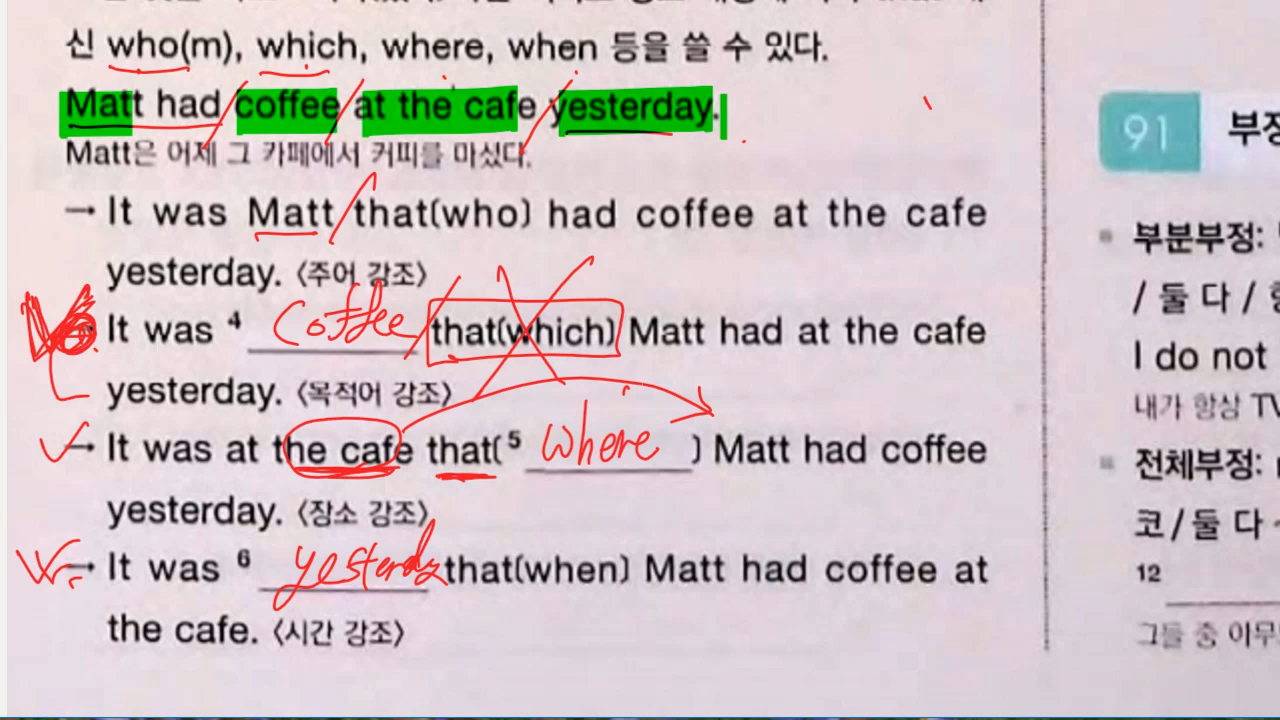 신 who(m), which, where, when 등을 쓸 수 있다.
Matt had coffee at the cafe yesterday.
Matt은 어제 그 카페에서 커피를 마셨다.
→ It was Matt that(who) had coffee at the cafe
yesterday. 〈주어 강조〉
→ It was 4 coffee that(which) Matt had at the cafe
yesterday. 〈목적어 강조〉
→ It was at the cafe that(5 where ) Matt had coffee
yesterday. 〈장소 강조〉
→ It was 6 yesterday that(when) Matt had coffee at
the cafe. 〈시간 강조〉
91
부분부정:
/ 둘 다 /
I do not
내가 항상 TV
전체부정:
코 / 둘 다
12
그들 중